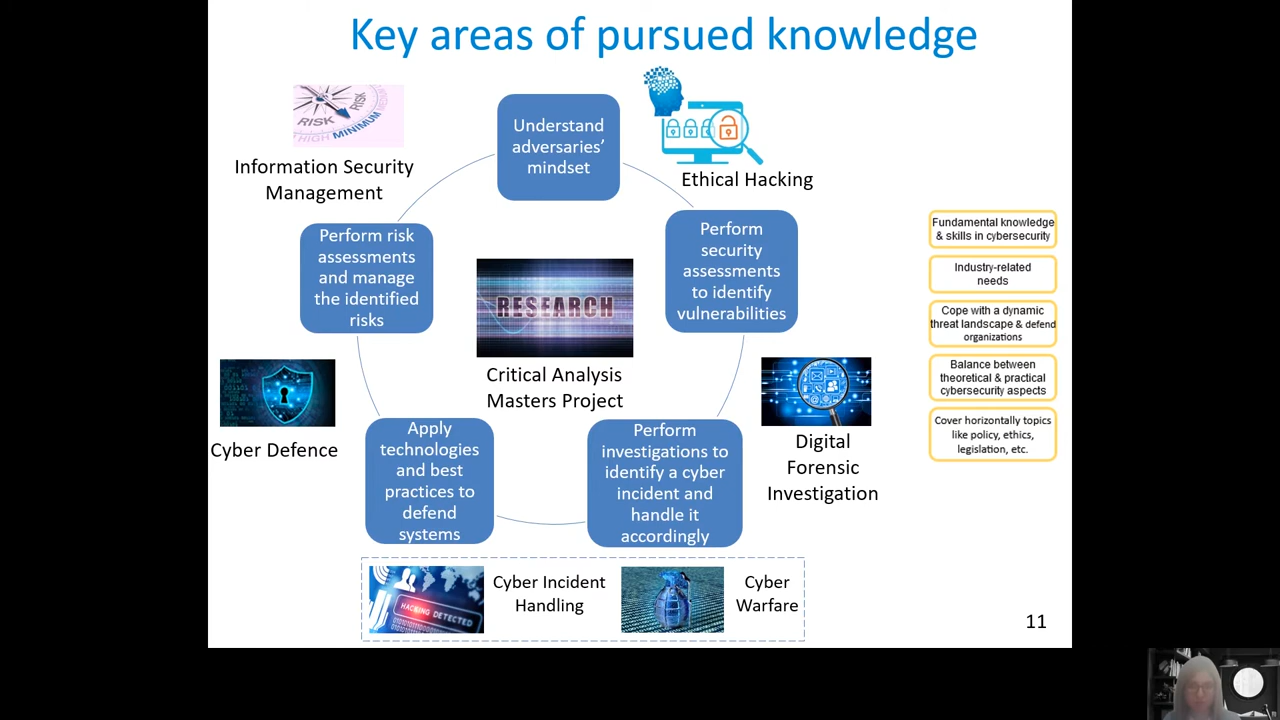 Key areas of pursued knowledge
RISK
RISK
HIGH
MINIMUM
Information Security
Management
Understand
adversaries’
mindset
Ethical Hacking
Perform risk
assessments
and manage
the identified
risks
Perform
security
assessments
to identify
vulnerabilities
RESEARCH
Critical Analysis
Masters Project
Cyber Defence
Apply
technologies
and best
practices to
defend
systems
Perform
investigations to
identify a cyber
incident and
handle it
accordingly
Digital
Forensic
Investigation
HACKING DETECTED
Cyber Incident
Handling
Cyber
Warfare
Fundamental knowledge
& skills in cybersecurity
Industry-related
needs
Cope with a dynamic
threat landscape & defend
organizations
Balance between
theoretical & practical
cybersecurity aspects
Cover horizontally topics
like policy, ethics,
legislation, etc.
11